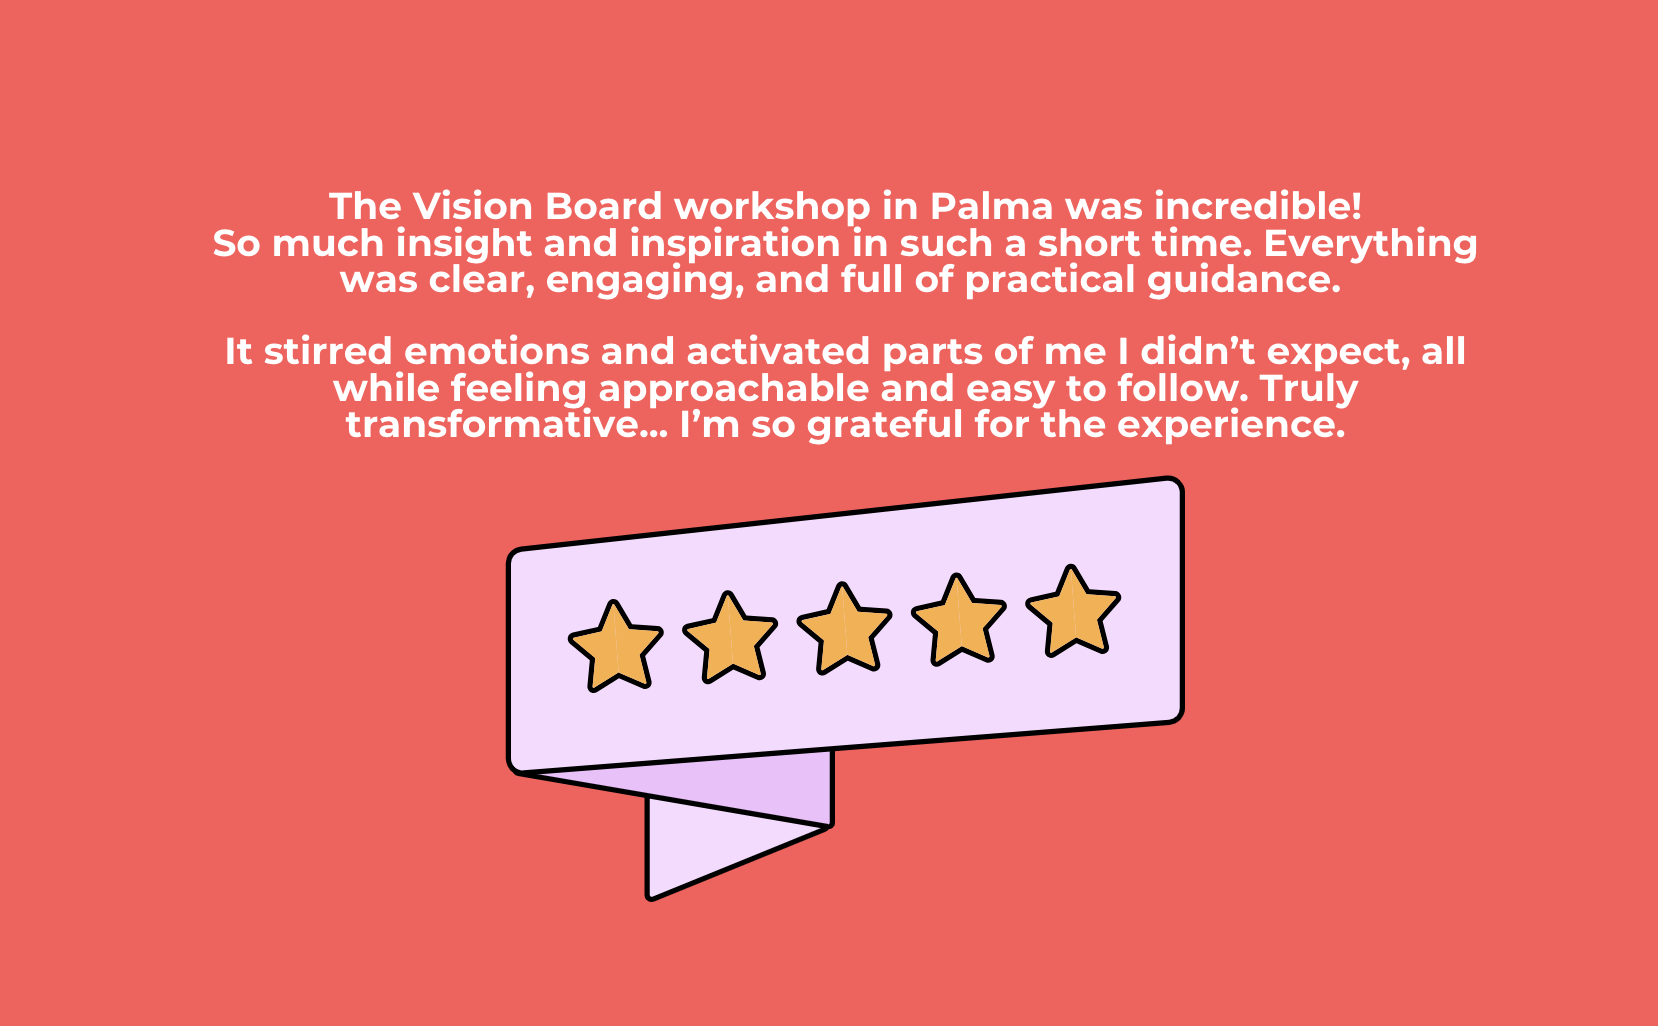 The Vision Board workshop in Palma was incredible!
So much insight and inspiration in such a short time. Everything
was clear, engaging, and full of practical guidance.
It stirred emotions and activated parts of me I didn’t expect, all
while feeling approachable and easy to follow. Truly
transformative... I’m so grateful for the experience.